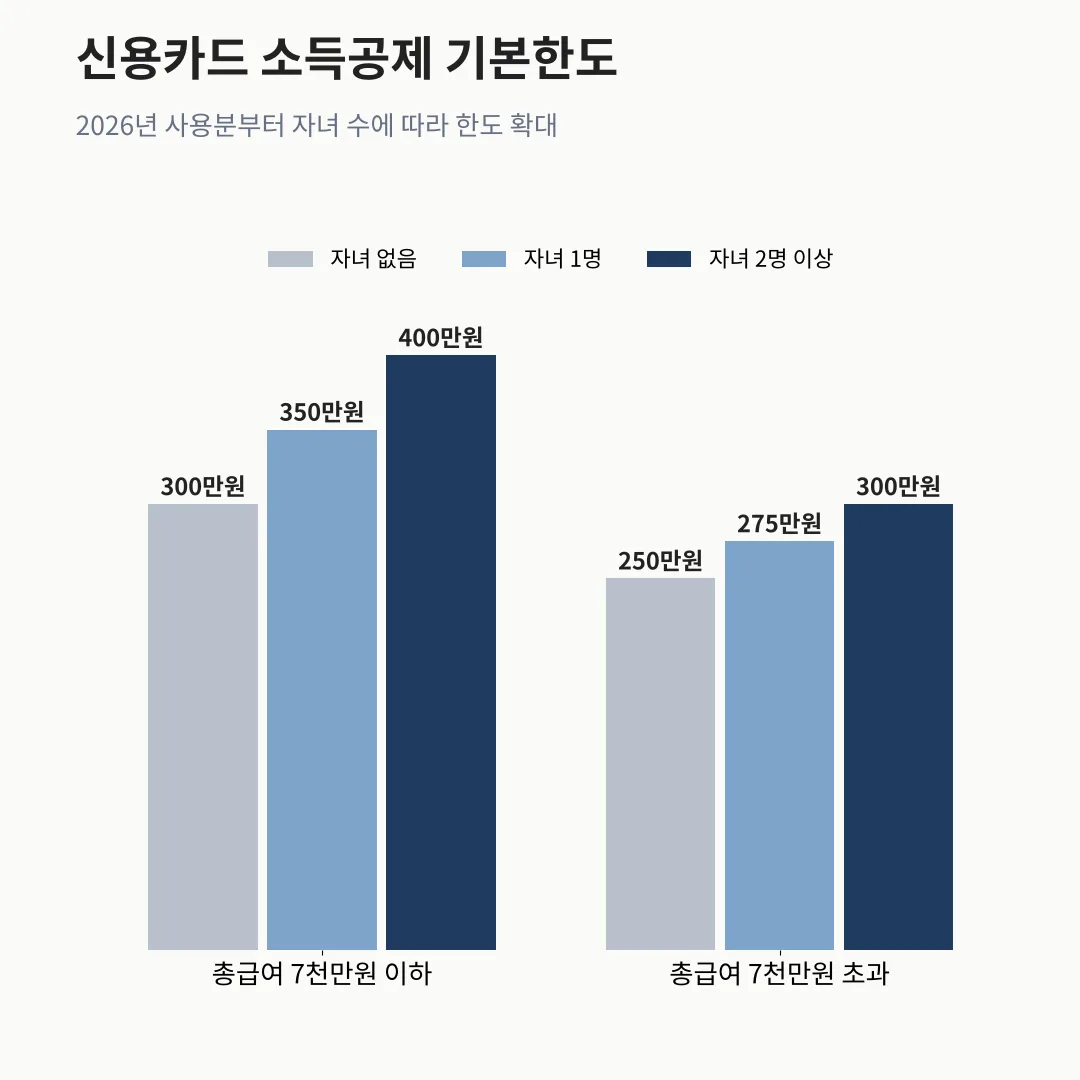 신용카드 소득공제 기본한도
2026년 사용분부터 자녀 수에 따라 한도 확대
자녀 없음 자녀 1명 자녀 2명 이상
400만원
350만원
300만원
300만원
275만원
250만원
총급여 7천만원 이하 총급여 7천만원 초과